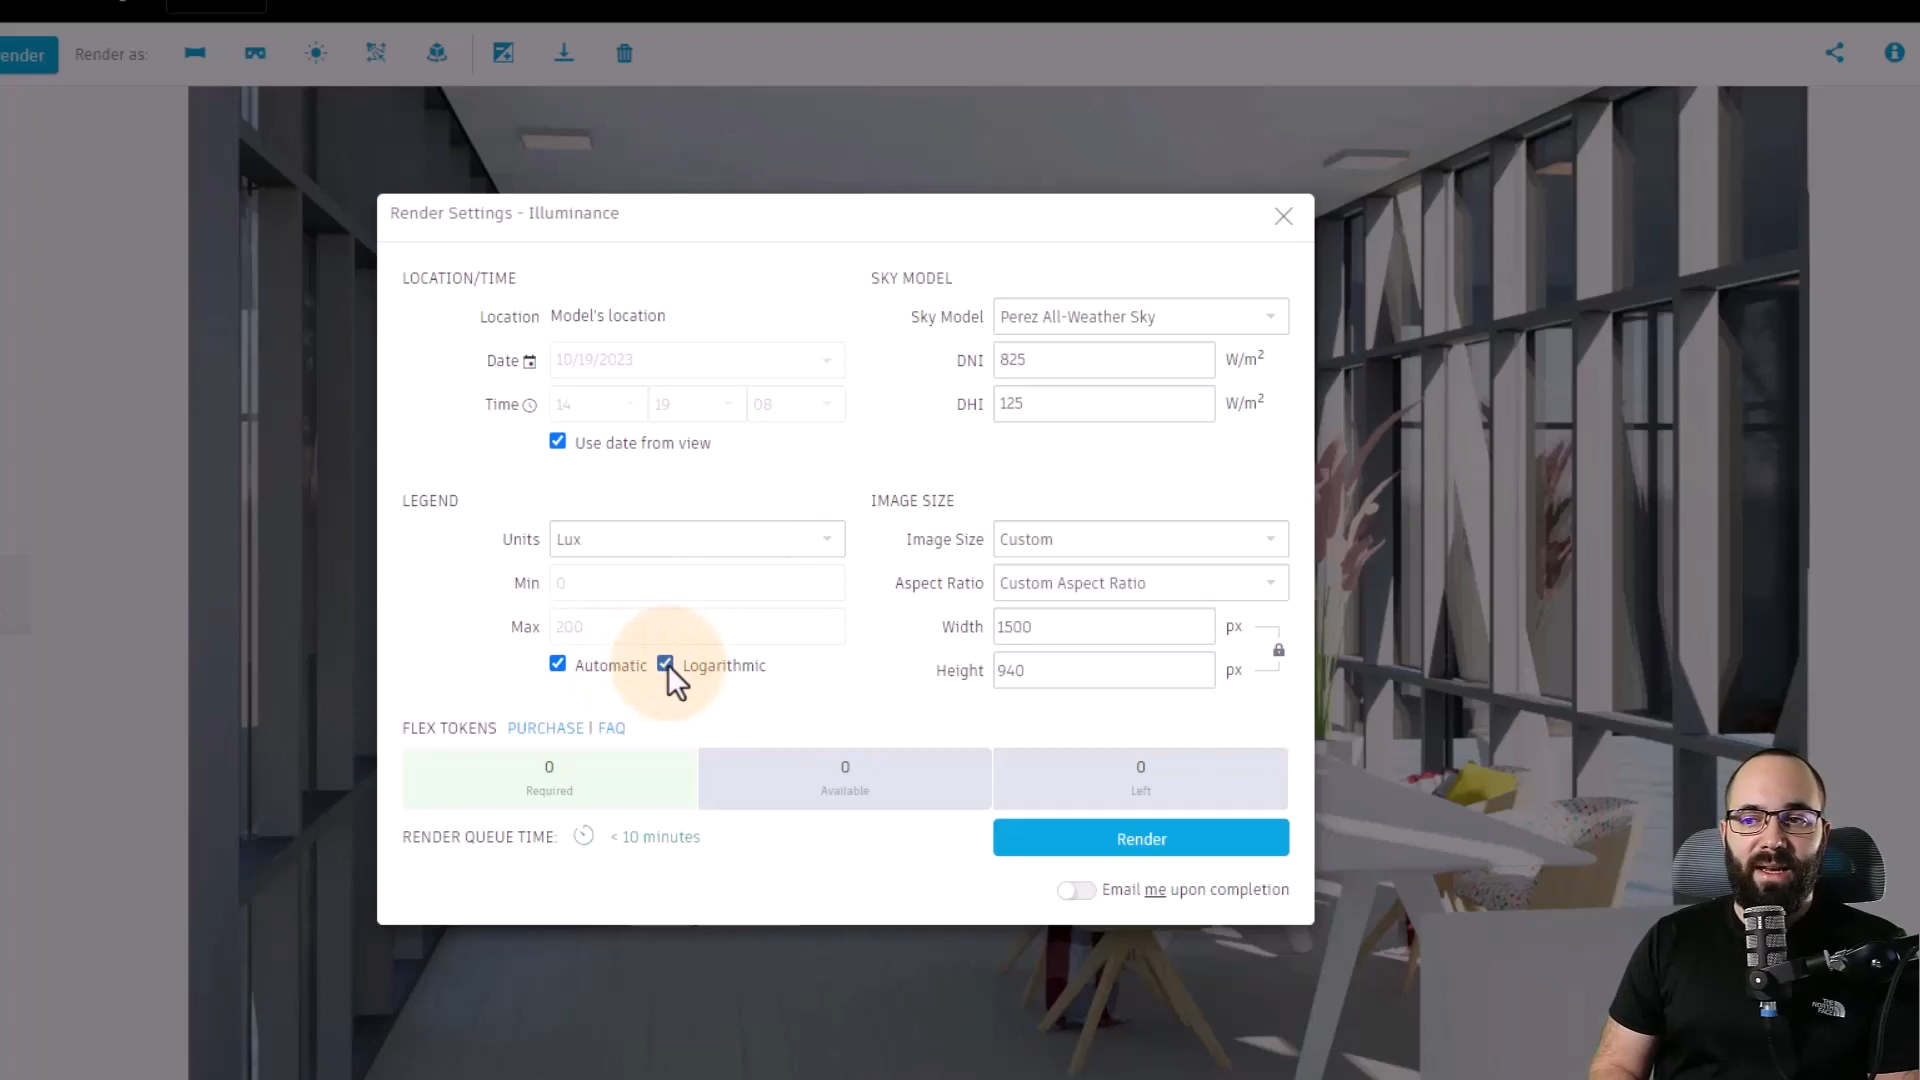 ender
Render as:
Render Settings - Illuminance
LOCATION/TIME
Location Model's location
Date 10/19/2023
Time 14 19 08
Use date from view
SKY MODEL
Sky Model Perez All-Weather Sky
DNI 825 W/m²
DHI 125 W/m²
LEGEND
Units Lux
Min 0
Max 200
Automatic Logarithmic
IMAGE SIZE
Image Size Custom
Aspect Ratio Custom Aspect Ratio
Width 1500 px
Height 940 px
FLEX TOKENS PURCHASE | FAQ
0 0 0
Required Available Left
RENDER QUEUE TIME: < 10 minutes
Render
Email me upon completion
THE
NORTH
FACE